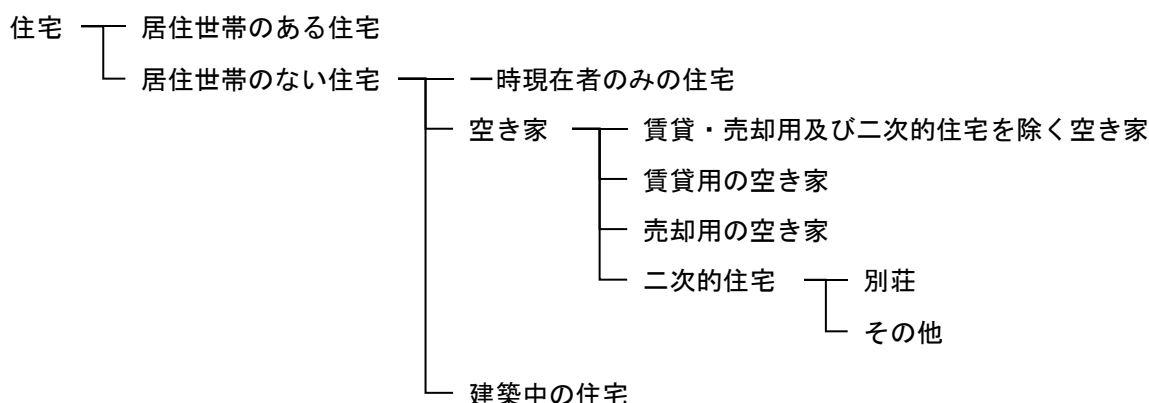 住宅 居住世帯のある住宅
居住世帯のない住宅 一時現在者のみの住宅
空き家 賃貸・売却用及び二次的住宅を除く空き家
賃貸用の空き家
売却用の空き家
二次的住宅 別荘
その他
建築中の住宅